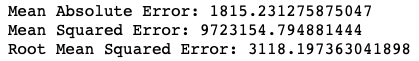 Mean Absolute Error: 1815.231275875047
Mean Squared Error: 9723154.794881444
Root Mean Squared Error: 3118.197363041898